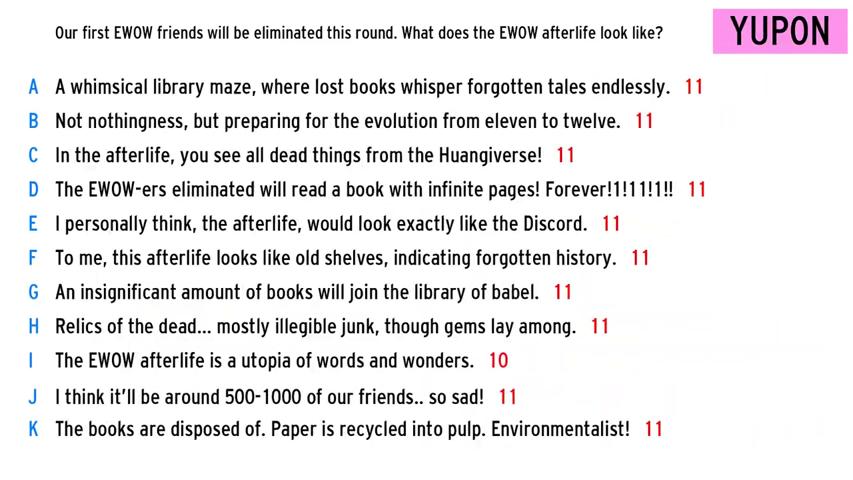 Our first EWOW friends will be eliminated this round. What does the EWOW afterlife look like?
YUPON
A A whimsical library maze, where lost books whisper forgotten tales endlessly. 11
B Not nothingness, but preparing for the evolution from eleven to twelve. 11
C In the afterlife, you see all dead things from the Huangiverse! 11
D The EWOW-ers eliminated will read a book with infinite pages! Forever!1!11!1!! 11
E I personally think, the afterlife, would look exactly like the Discord. 11
F To me, this afterlife looks like old shelves, indicating forgotten history. 11
G An insignificant amount of books will join the library of babel. 11
H Relics of the dead... mostly illegible junk, though gems lay among. 11
I The EWOW afterlife is a utopia of words and wonders. 10
J I think it'll be around 500-1000 of our friends.. so sad! 11
K The books are disposed of. Paper is recycled into pulp. Environmentalist! 11